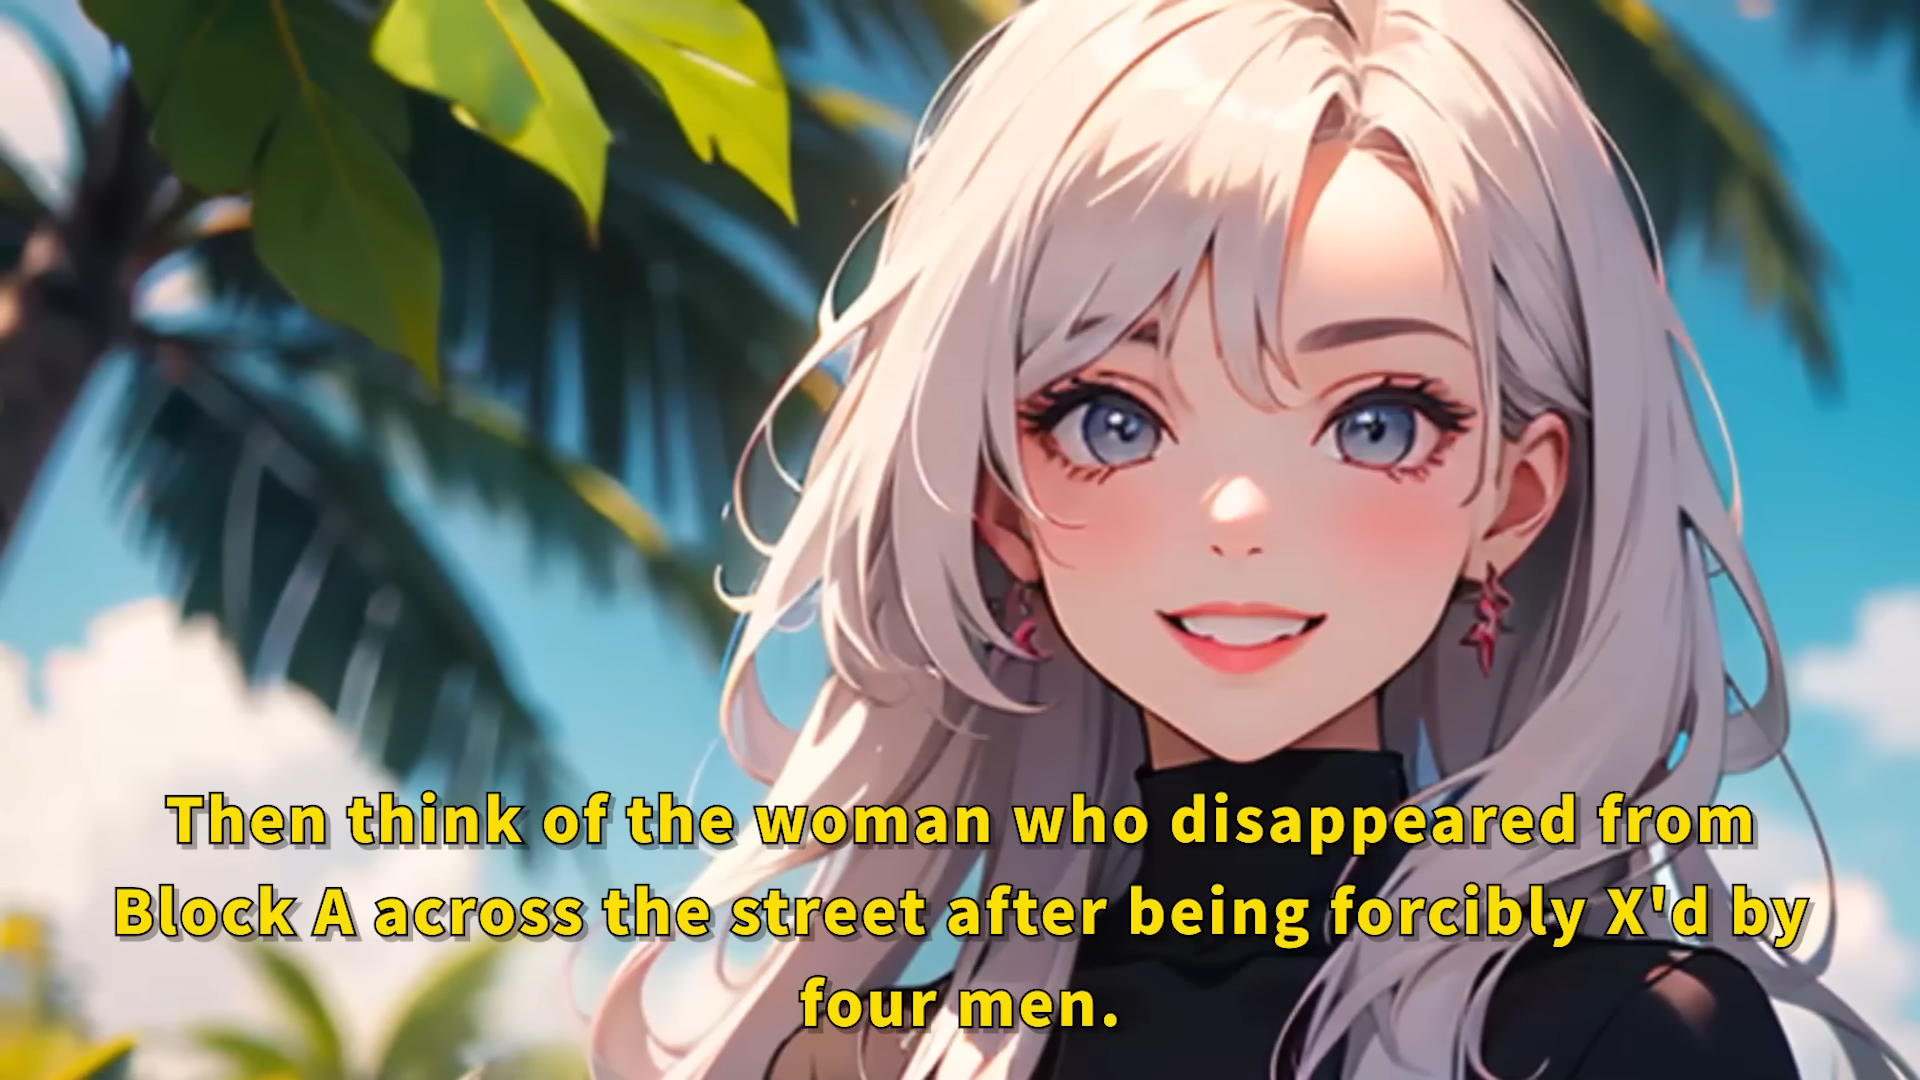 Then think of the woman who disappeared from
Block A across the street after being forcibly X'd by
four men.